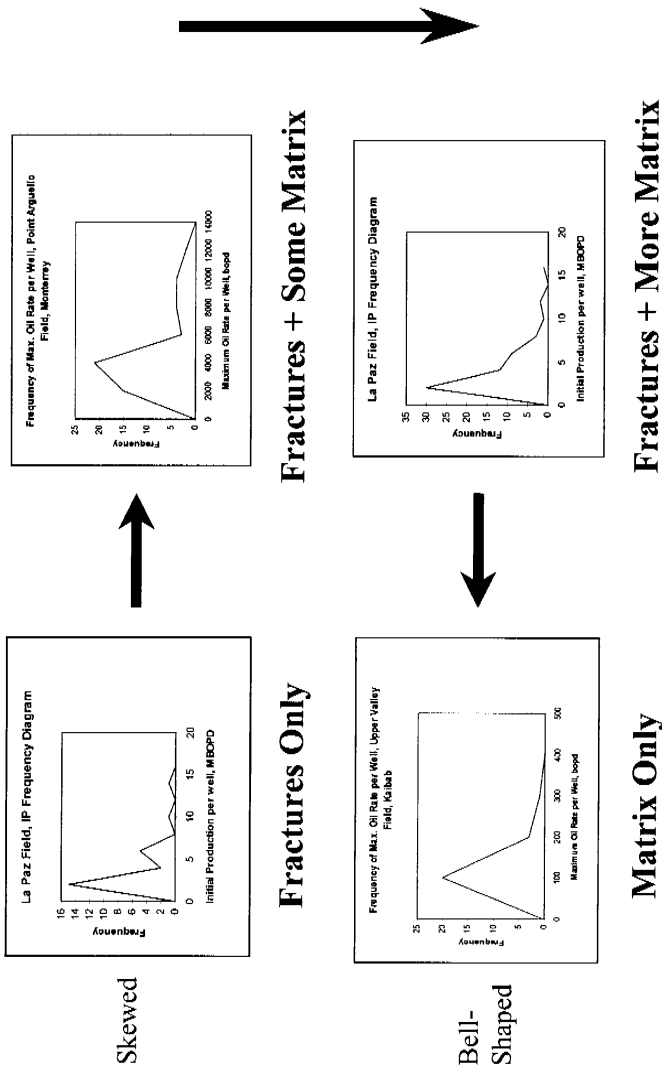 Skewed
La Paz Field, IP Frequency Diagram
Frequency
16
14
12
10
8
6
4
2
0
0 5 10 15 20
Initial Production per well, MBOPD
Fractures Only
Frequency of Max. Oil Rate per Well, Point Arguello
Field, Monterrey
Frequency
25
20
15
10
5
0
0 2000 4000 6000 8000 10000 12000 14000
Maximum Oil Rate per Well, bopd
Fractures + Some Matrix
Bell-
Shaped
Frequency of Max. Oil Rate per Well, Upper Valley
Field, Kaibab
Frequency
25
20
15
10
5
0
0 100 200 300 400 500
Maximum Oil Rate per Well, bopd
Matrix Only
La Paz Field, IP Frequency Diagram
Frequency
35
30
25
20
15
10
5
0
0 5 10 15 20
Initial Production per well, MBOPD
Fractures + More Matrix